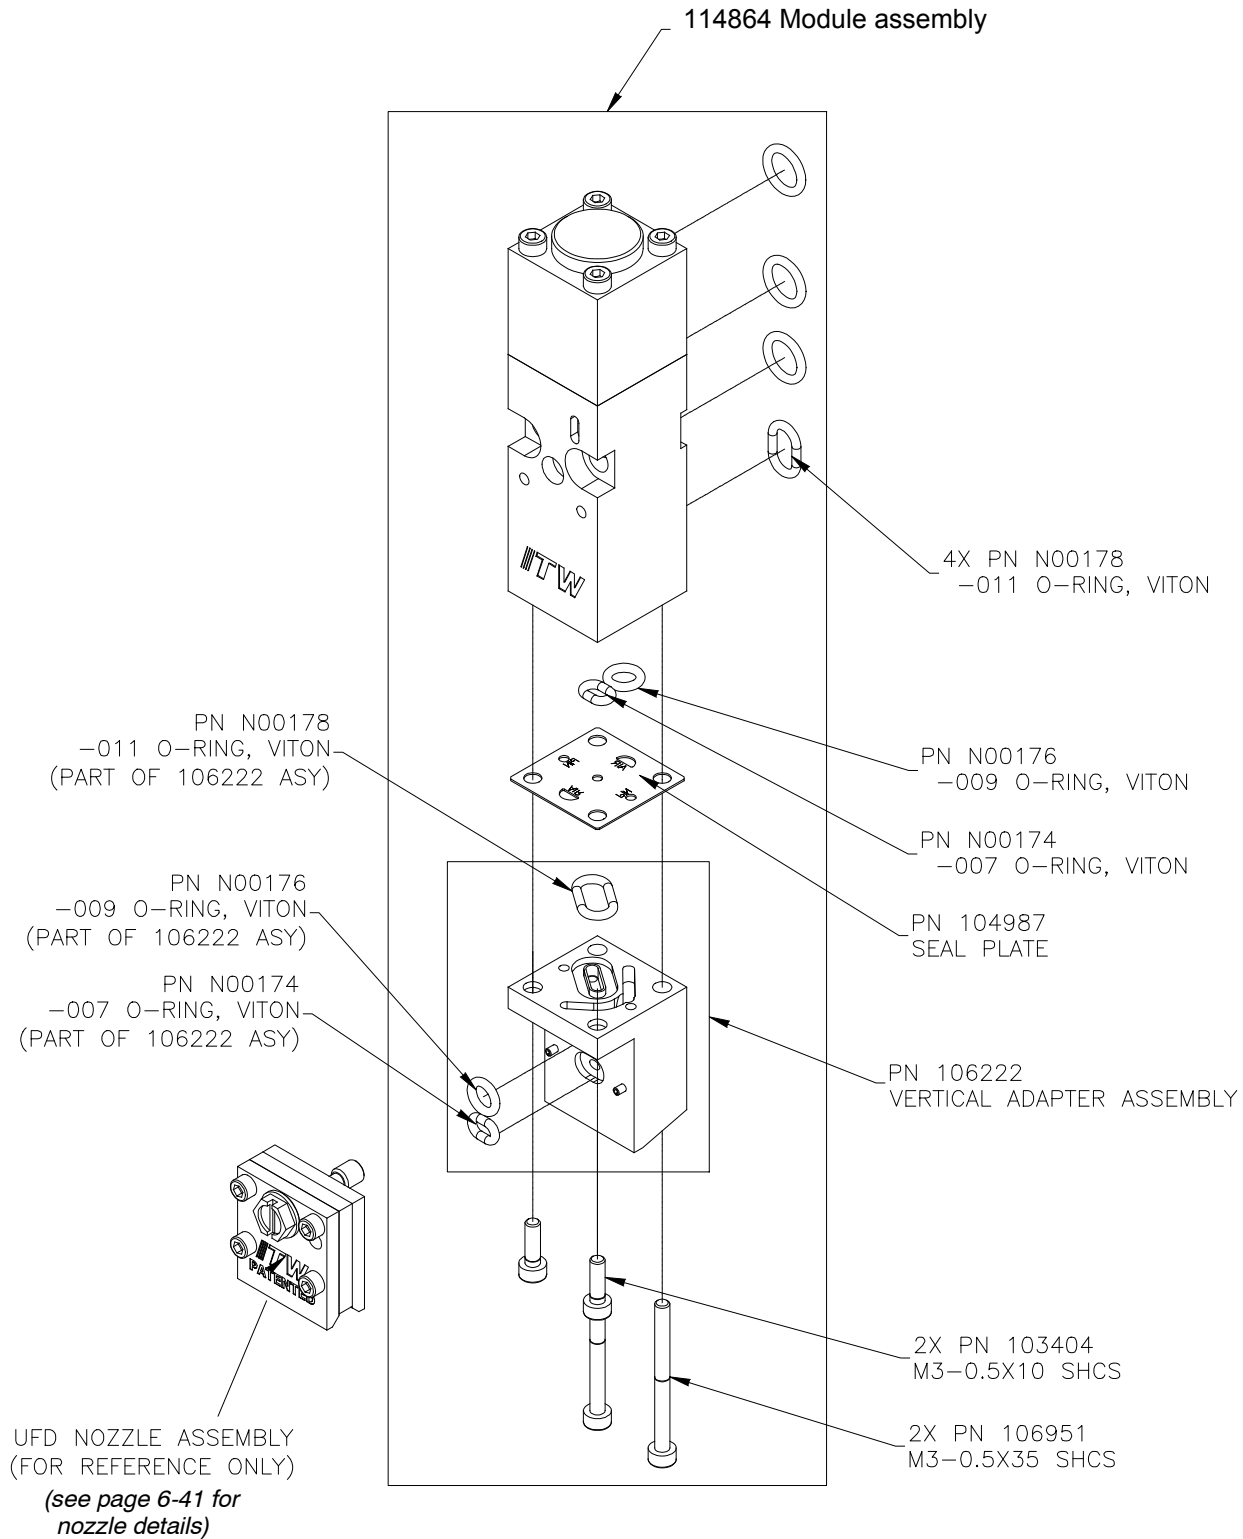 114864 Module assembly
ITW
4X PN N00178
-011 O-RING, VITON
PN N00178
-011 O-RING, VITON
(PART OF 106222 ASY)
PN N00176
-009 O-RING, VITON
PN N00174
-007 O-RING, VITON
PN N00176
-009 O-RING, VITON
(PART OF 106222 ASY)
PN 104987
SEAL PLATE
PN N00174
-007 O-RING, VITON
(PART OF 106222 ASY)
PN 106222
VERTICAL ADAPTER ASSEMBLY
ITW
PATENTED
2X PN 103404
M3-0.5X10 SHCS
2X PN 106951
M3-0.5X35 SHCS
UFD NOZZLE ASSEMBLY
(FOR REFERENCE ONLY)
(see page 6-41 for
nozzle details)